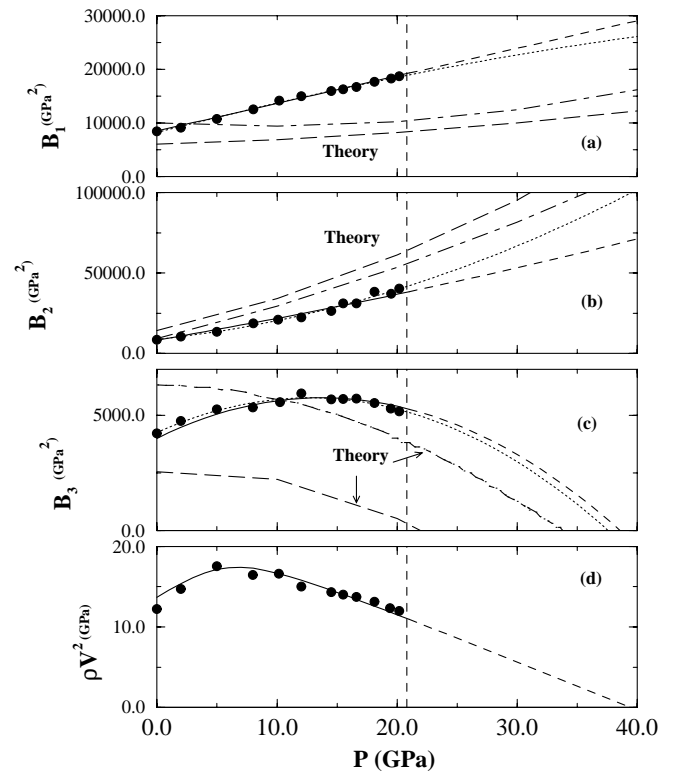 30000.0
20000.0
10000.0
0.0
B1 (GPa2)
Theory
(a)
100000.0
50000.0
0.0
B2 (GPa2)
Theory
(b)
5000.0
0.0
B3 (GPa2)
Theory
(c)
20.0
10.0
0.0
ρV2 (GPa)
(d)
0.0 10.0 20.0 30.0 40.0
P (GPa)